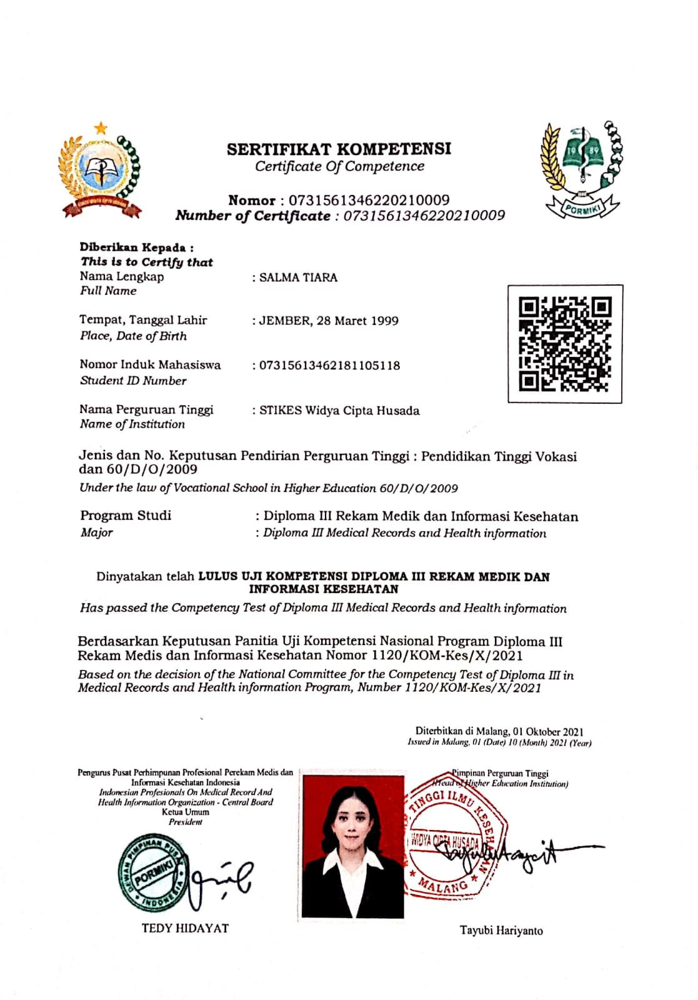 SERTIFIKAT KOMPETENSI
Certificate Of Competence
1989
PORMIKI
Nomor : 0731561346220210009
Number of Certificate : 0731561346220210009
Diberikan Kepada :
This is to Certify that
Nama Lengkap : SALMA TIARA
Full Name
Tempat, Tanggal Lahir : JEMBER, 28 Maret 1999
Place, Date of Birth
Nomor Induk Mahasiswa : 07315613462181105118
Student ID Number
Nama Perguruan Tinggi : STIKES Widya Cipta Husada
Name of Institution
Jenis dan No. Keputusan Pendirian Perguruan Tinggi : Pendidikan Tinggi Vokasi
dan 60/D/O/2009
Under the law of Vocational School in Higher Education 60/D/O/2009
Program Studi : Diploma III Rekam Medik dan Informasi Kesehatan
Major : Diploma III Medical Records and Health information
Dinyatakan telah LULUS UJI KOMPETENSI DIPLOMA III REKAM MEDIK DAN
INFORMASI KESEHATAN
Has passed the Competency Test of Diploma III Medical Records and Health information
Berdasarkan Keputusan Panitia Uji Kompetensi Nasional Program Diploma III
Rekam Medis dan Informasi Kesehatan Nomor 1120/KOM-Kes/X/2021
Based on the decision of the National Committee for the Competency Test of Diploma III in
Medical Records and Health information Program, Number 1120/KOM-Kes/X/2021
Diterbitkan di Malang, 01 Oktober 2021
Issued in Malang, 01 (Date) 10 (Month) 2021 (Year)
Pengurus Pusat Perhimpunan Profesional Perekam Medis dan
Informasi Kesehatan Indonesia
Indonesian Profesionals On Medical Record And
Health Information Organization - Central Board
Ketua Umum
President
Pimpinan Perguruan Tinggi
(Head of Higher Education Institution)
DEWAN PIMPINAN PUSAT
PORMIKI
INDONESIA
TINGGI ILMU KESEHATAN
WIDYA CIPTA HUSADA
MALANG
TEDY HIDAYAT
Tayubi Hariyanto